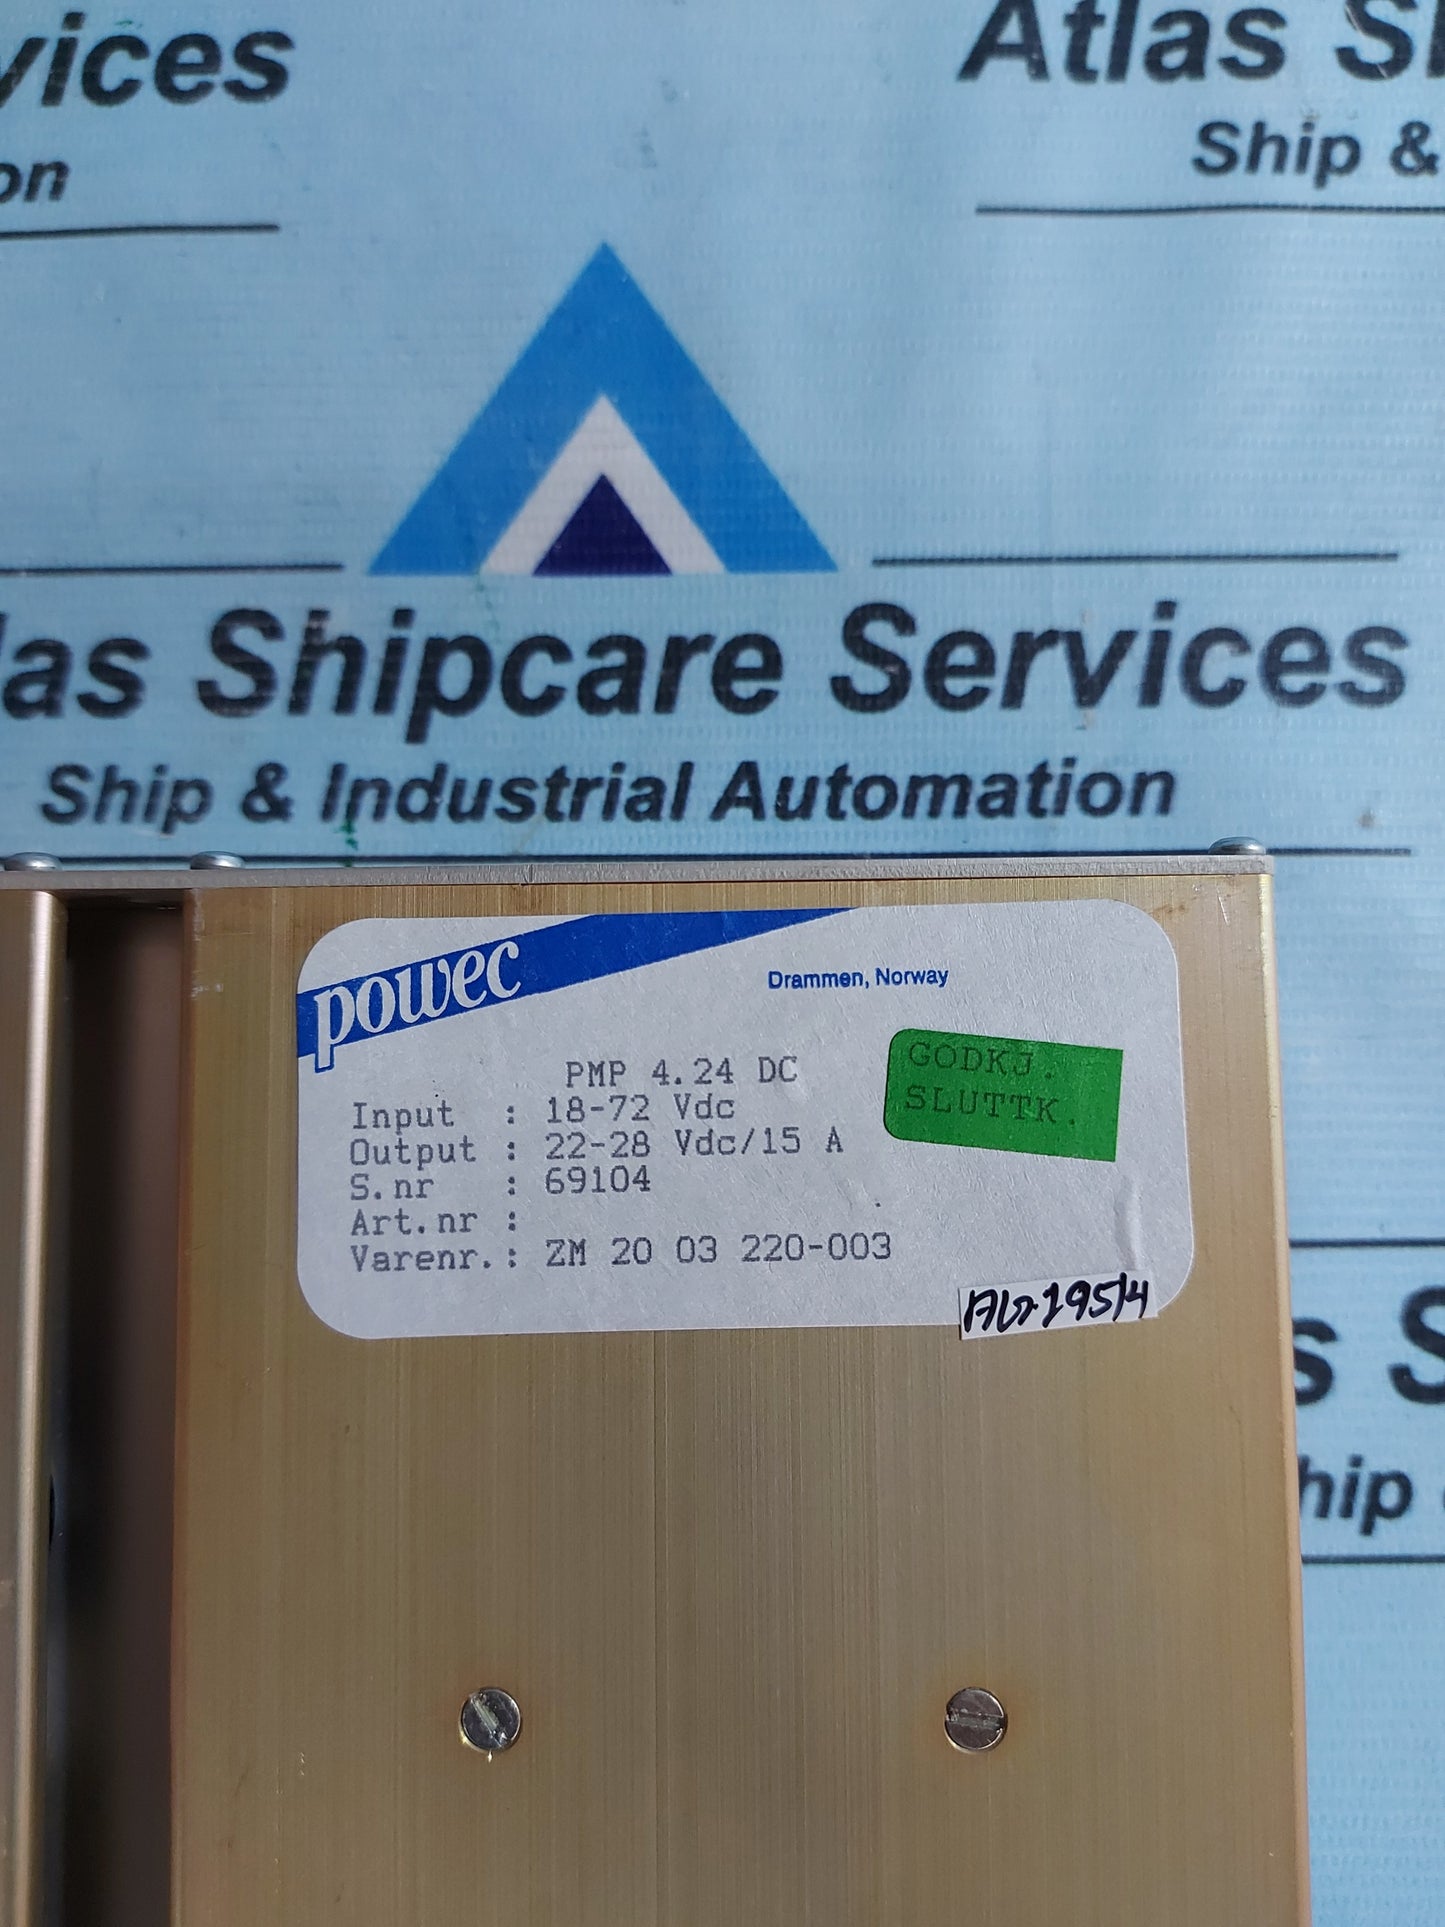 vices
on
Atlas Sh
Ship &
las Shipcare Services
Ship & Industrial Automation
powec
Drammen, Norway
PMP 4.24 DC
Input : 18-72 Vdc
Output : 22-28 Vdc/15 A
S.nr : 69104
Art.nr :
Varenr.: ZM 20 03 220-003
GODKJ.
SLUTTK.
s S
hip